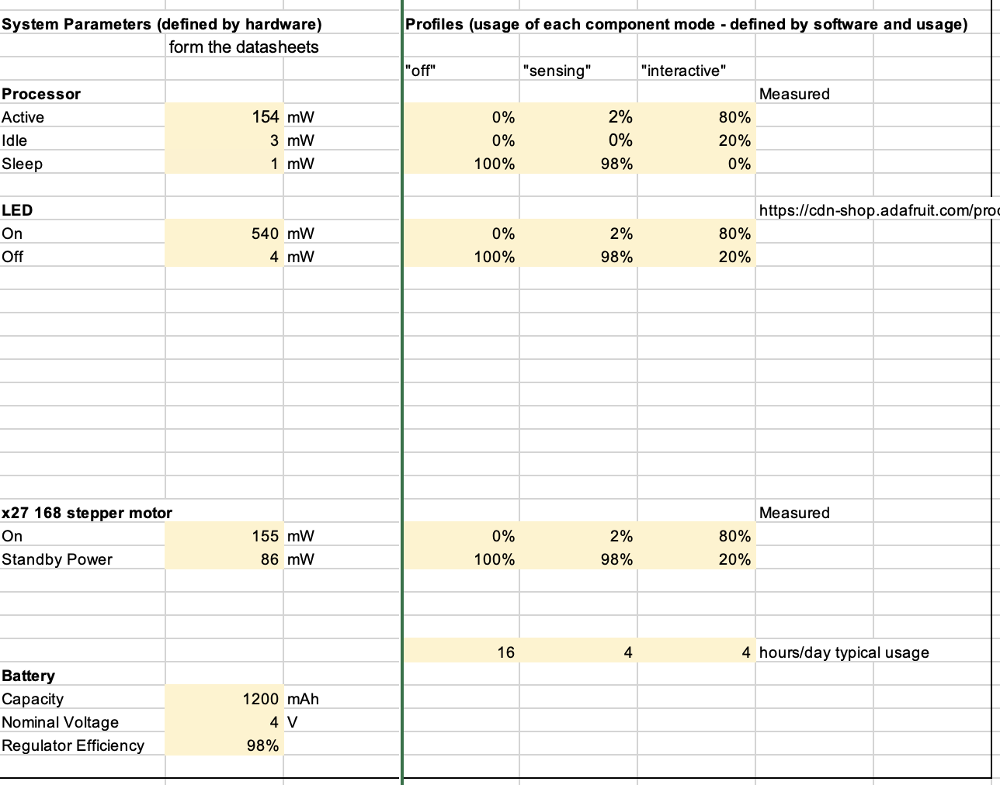 System Parameters (defined by hardware) Profiles (usage of each component mode - defined by software and usage)
form the datasheets
"off" "sensing" "interactive"
Processor Measured
Active 154 mW 0% 2% 80%
Idle 3 mW 0% 0% 20%
Sleep 1 mW 100% 98% 0%
LED https://cdn-shop.adafruit.com/proc
On 540 mW 0% 2% 80%
Off 4 mW 100% 98% 20%
x27 168 stepper motor Measured
On 155 mW 0% 2% 80%
Standby Power 86 mW 100% 98% 20%
16 4 4 hours/day typical usage
Battery
Capacity 1200 mAh
Nominal Voltage 4 V
Regulator Efficiency 98%